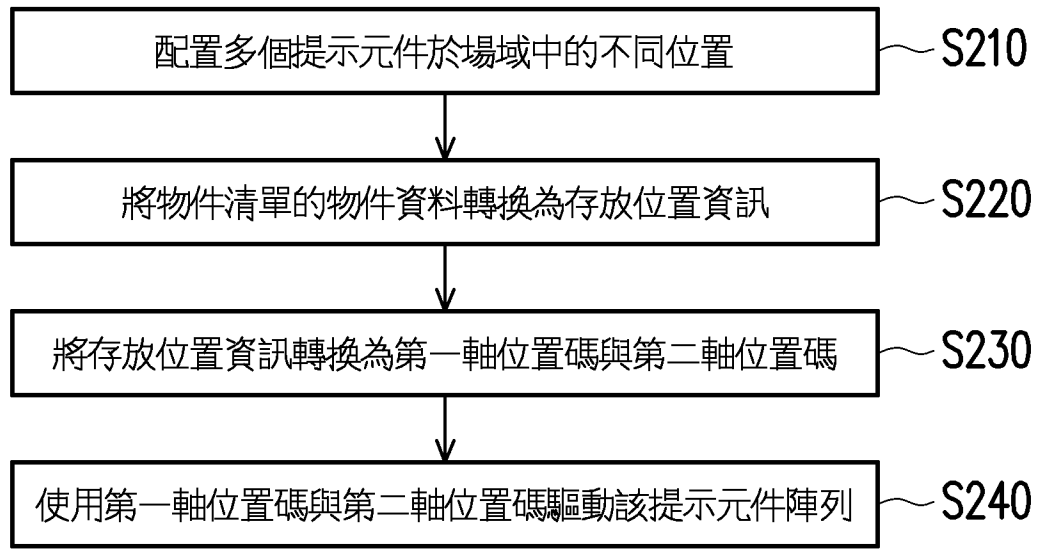 配置多個提示元件於場域中的不同位置
S210
將物件清單的物件資料轉換為存放位置資訊
S220
將存放位置資訊轉換為第一軸位置碼與第二軸位置碼
S230
使用第一軸位置碼與第二軸位置碼驅動該提示元件陣列
S240